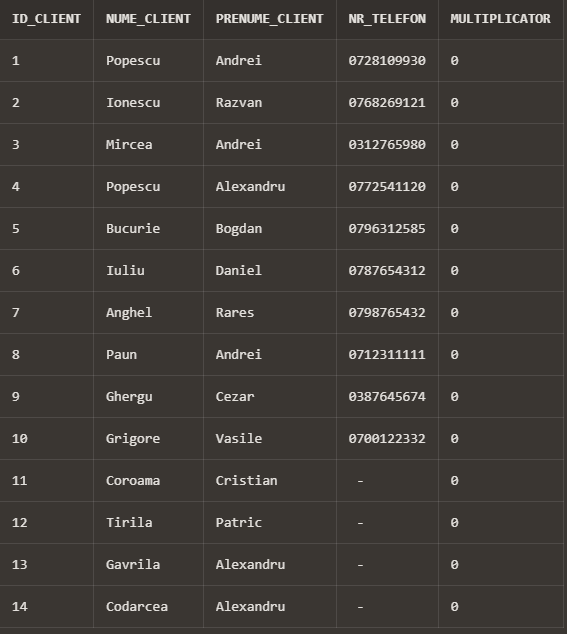 ID_CLIENT NUME_CLIENT PRENUME_CLIENT NR_TELEFON MULTIPLICATOR
1 Popescu Andrei 0728109930 0
2 Ionescu Razvan 0768269121 0
3 Mircea Andrei 0312765980 0
4 Popescu Alexandru 0772541120 0
5 Bucurie Bogdan 0796312585 0
6 Iuliu Daniel 0787654312 0
7 Anghel Rares 0798765432 0
8 Paun Andrei 0712311111 0
9 Ghergu Cezar 0387645674 0
10 Grigore Vasile 0700122332 0
11 Coroama Cristian - 0
12 Tirila Patric - 0
13 Gavrila Alexandru - 0
14 Codarcea Alexandru - 0